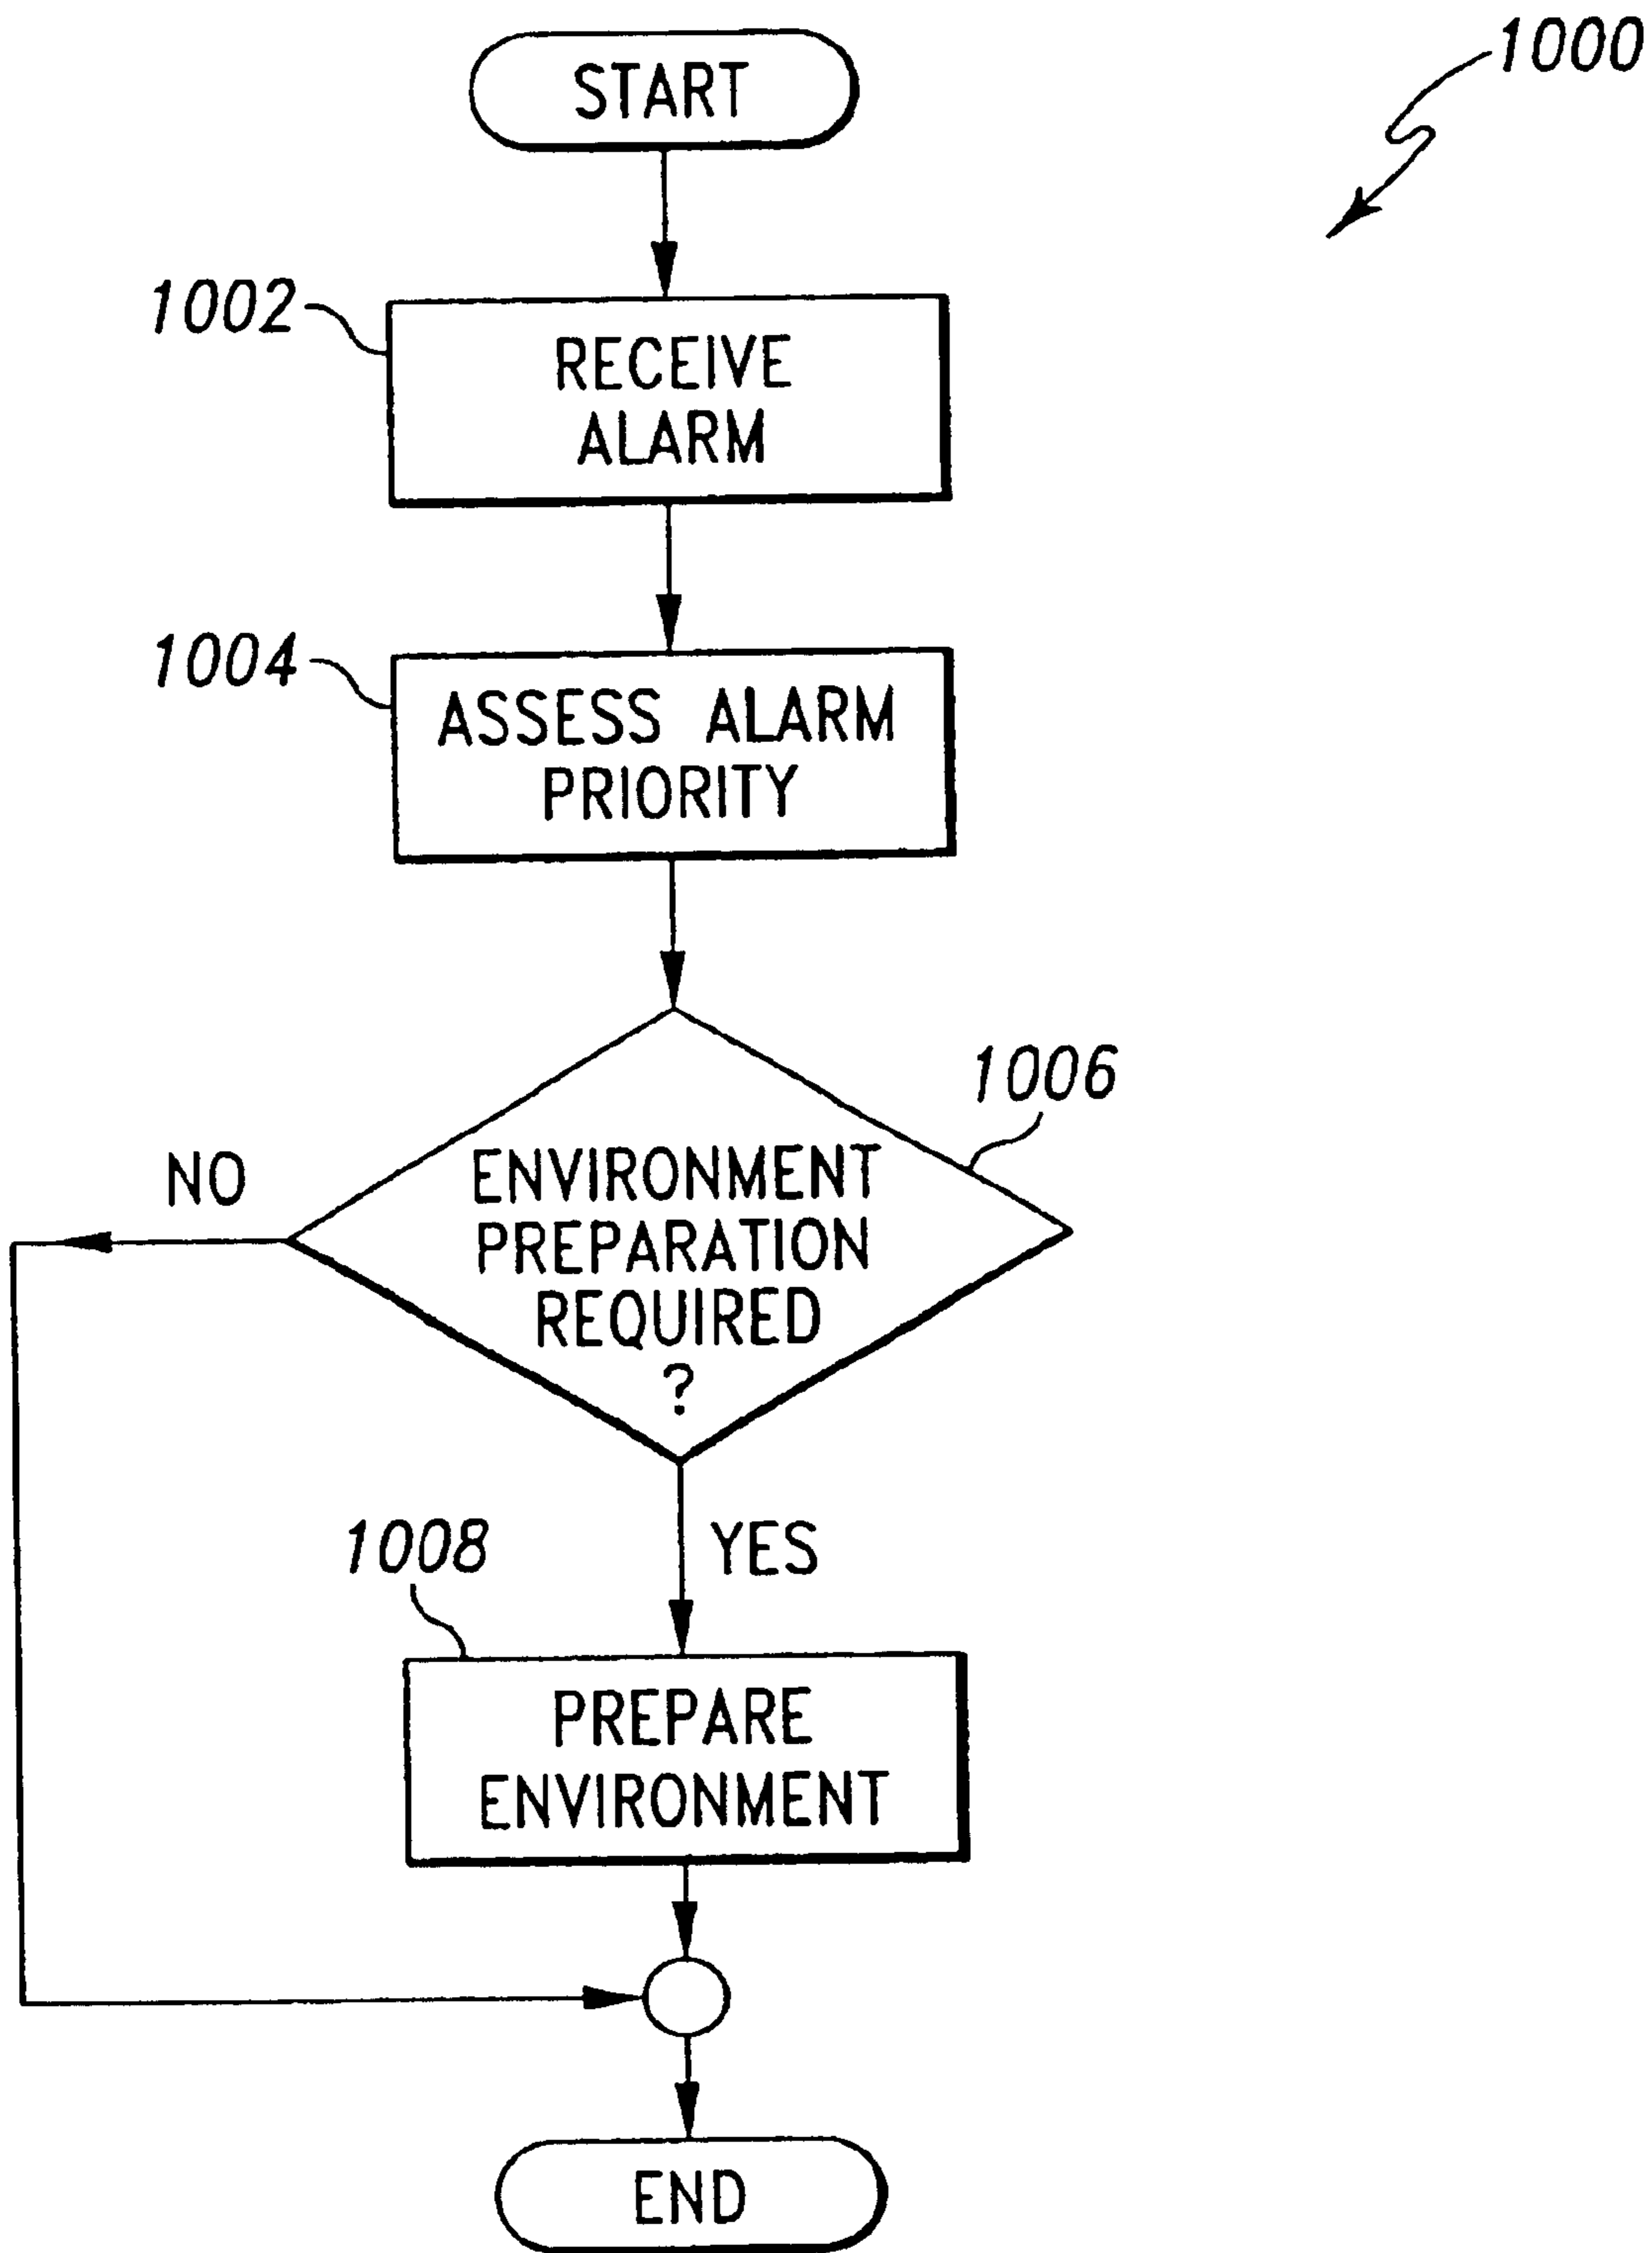 START
1000
1002
RECEIVE
ALARM
1004
ASSESS ALARM
PRIORITY
1006
NO
ENVIRONMENT
PREPARATION
REQUIRED
?
1008
YES
PREPARE
ENVIRONMENT
END